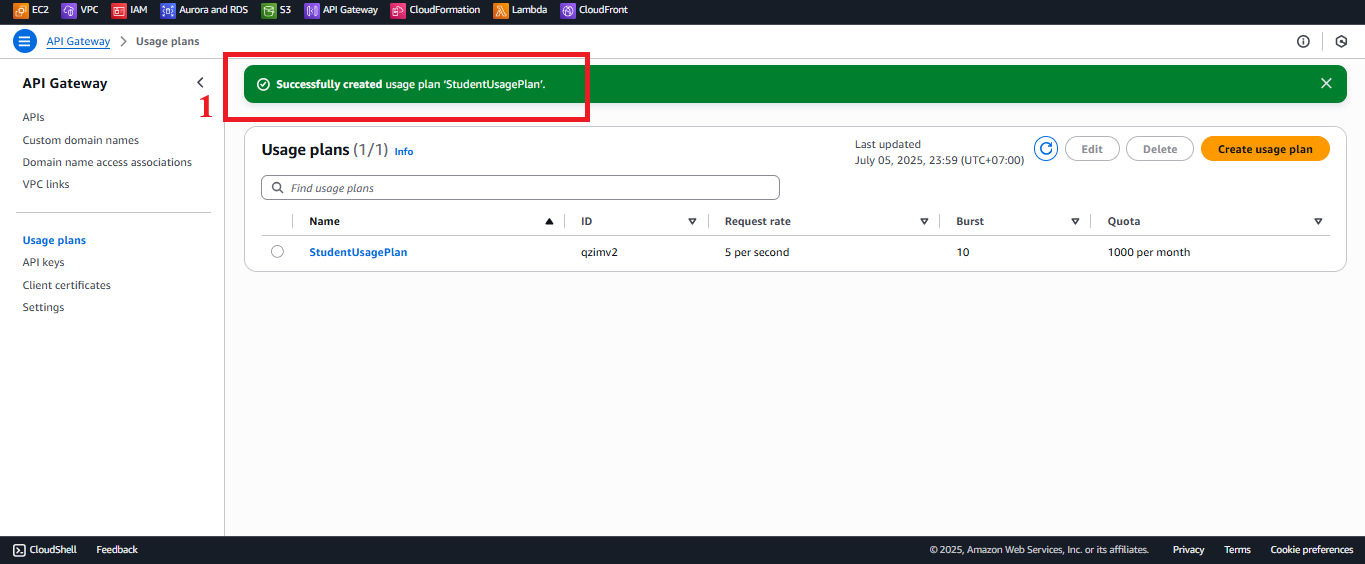 EC2 VPC IAM Aurora and RDS S3 API Gateway CloudFormation Lambda CloudFront
API Gateway > Usage plans
API Gateway
APIs
Custom domain names
Domain name access associations
VPC links
Usage plans
API keys
Client certificates
Settings
1
Successfully created usage plan ‘StudentUsagePlan’.
Usage plans (1/1) Info
Last updated
July 05, 2025, 23:59 (UTC+07:00)
Edit Delete Create usage plan
Find usage plans
Name ID Request rate Burst Quota
StudentUsagePlan qzimv2 5 per second 10 1000 per month
CloudShell Feedback © 2025, Amazon Web Services, Inc. or its affiliates. Privacy Terms Cookie preferences